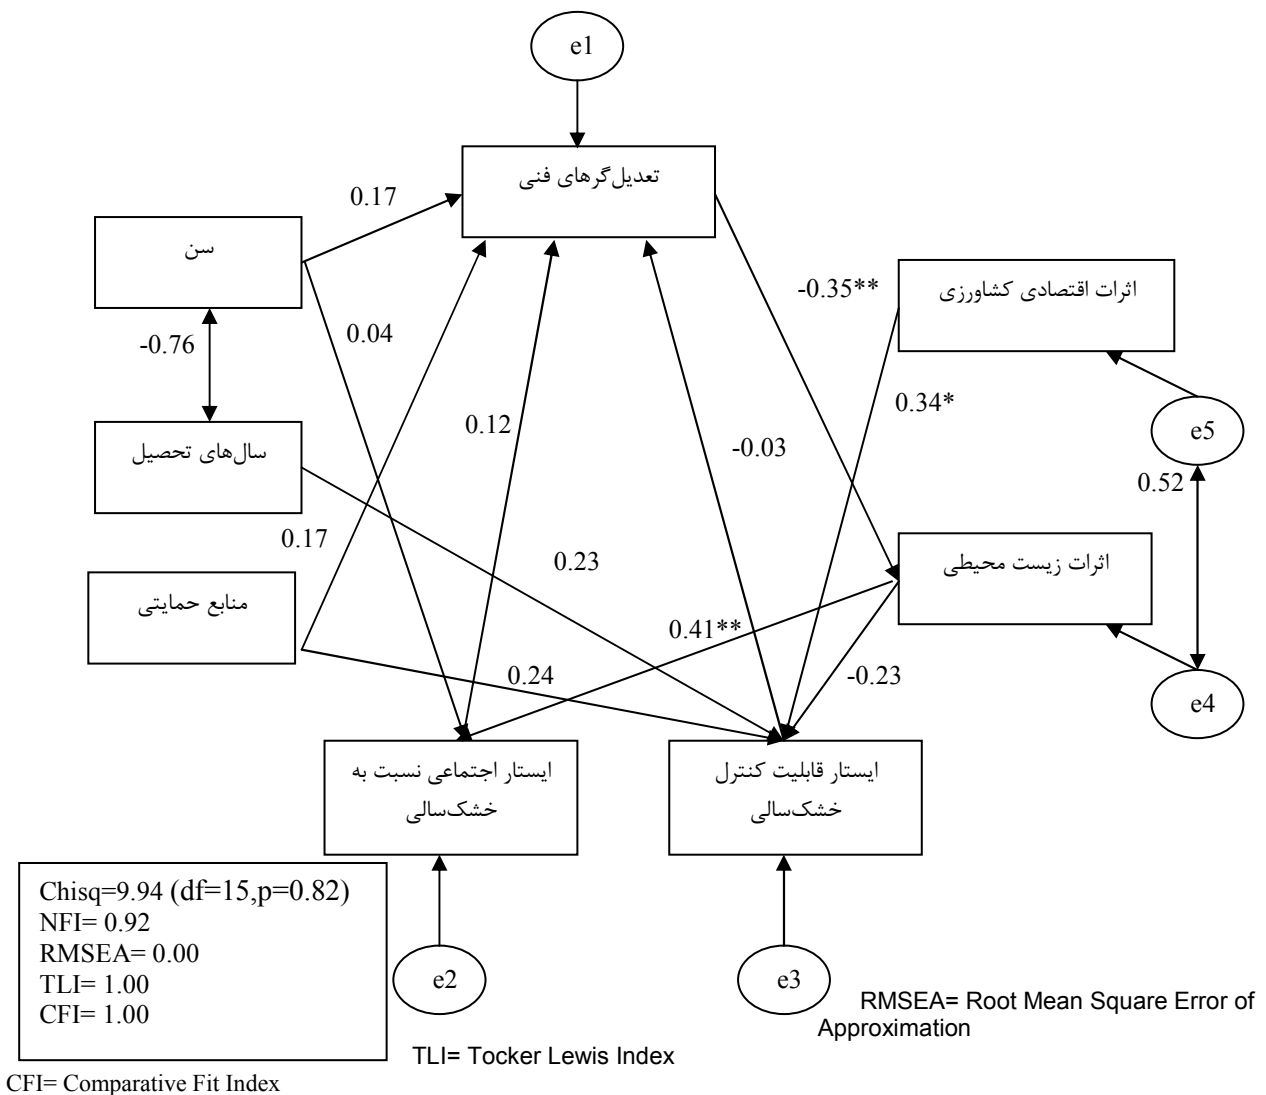 e1
تعدیل‌گرهای فنی
0.17
سن
-0.35**
اثرات اقتصادی کشاورزی
0.04
-0.76
0.34*
0.12
e5
سال‌های تحصیل
-0.03
0.52
0.17
0.23
اثرات زیست محیطی
منابع حمایتی
0.41**
0.24
-0.23
e4
ایستار اجتماعی نسبت به
خشک‌سالی
ایستار قابلیت کنترل
خشک‌سالی
Chisq=9.94 (df=15,p=0.82)
NFI= 0.92
RMSEA= 0.00
TLI= 1.00
CFI= 1.00
e2
e3
RMSEA= Root Mean Square Error of
Approximation
TLI= Tocker Lewis Index
CFI= Comparative Fit Index